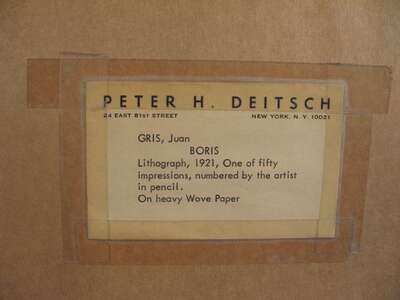 PETER H. DEITSCH
24 EAST 81ST STREET NEW YORK, N. Y. 10021
GRIS, Juan
BORIS
Lithograph, 1921, One of fifty
impressions, numbered by the artist
in pencil.
On heavy Wove Paper